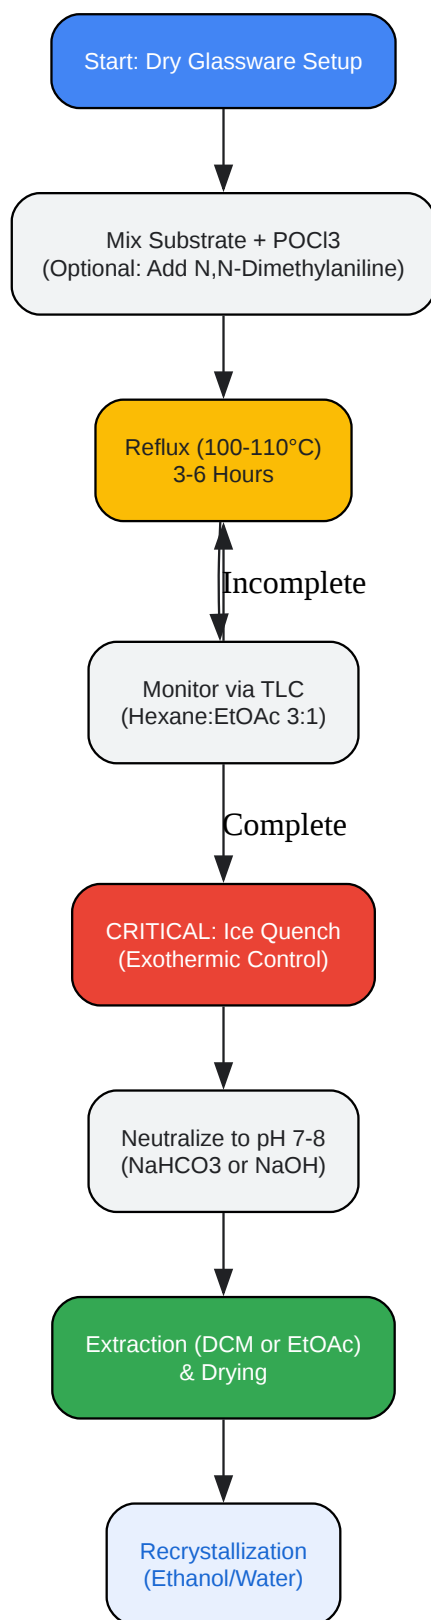 Start: Dry Glassware Setup
Mix Substrate + POCl3
(Optional: Add N,N-Dimethylaniline)
Reflux (100-110°C)
3-6 Hours
Incomplete
Monitor via TLC
(Hexane:EtOAc 3:1)
Complete
CRITICAL: Ice Quench
(Exothermic Control)
Neutralize to pH 7-8
(NaHCO3 or NaOH)
Extraction (DCM or EtOAc)
& Drying
Recrystallization
(Ethanol/Water)